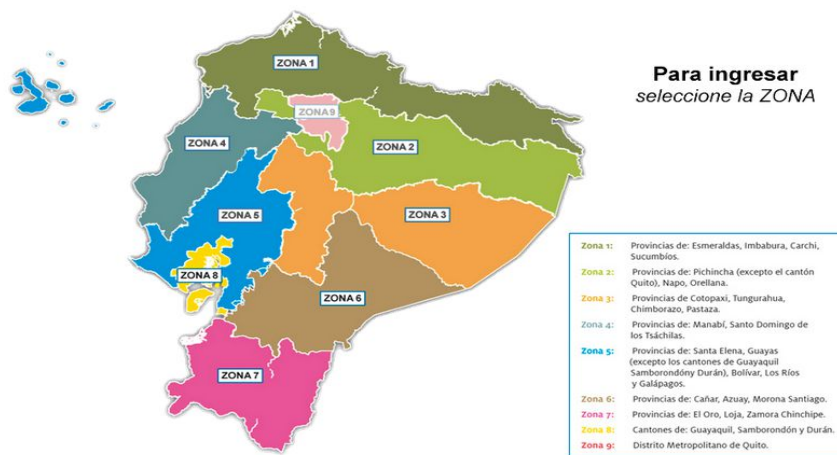 ZONA 1
Para ingresar
seleccione la ZONA
ZONA9
ZONA 4
ZONA 2
ZONA 5
ZONA 3
ZONA 8
ZONA 6
ZONA 7
Zona 1: Provincias de: Esmeraldas, Imbabura, Carchi,
Sucumbíos.
Zona 2: Provincias de: Pichincha (excepto el cantón
Quito), Napo, Orellana.
Zona 3: Provincias de Cotopaxi, Tungurahua,
Chimborazo, Pastaza.
Zona 4: Provincias de: Manabí, Santo Domingo de
los Tsáchilas.
Zona 5: Provincias de: Santa Elena, Guayas
(excepto los cantones de Guayaquil
Samborondóny Durán), Bolívar, Los Ríos
y Galápagos.
Zona 6: Provincias de: Cañar, Azuay, Morona Santiago.
Zona 7: Provincias de: El Oro, Loja, Zamora Chinchipe.
Zona 8: Cantones de: Guayaquil, Samborondón y Durán.
Zona 9: Distrito Metropolitano de Quito.